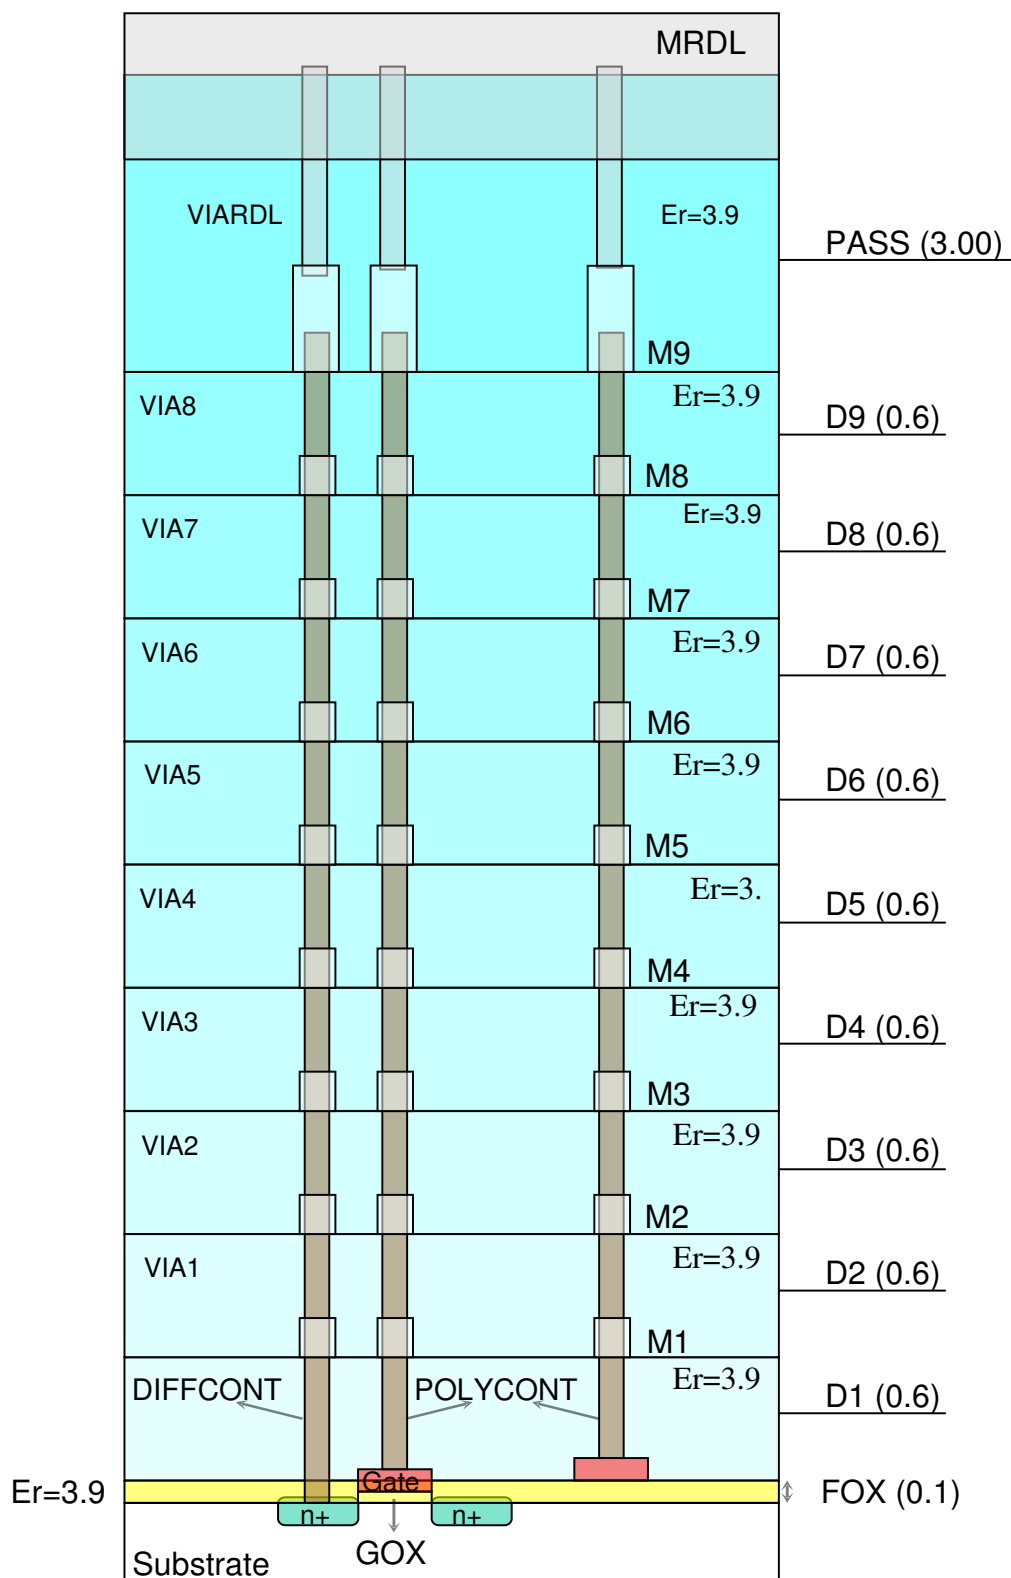 MRDL
VIARDL
Er=3.9
PASS (3.00)
M9
VIA8
Er=3.9
D9 (0.6)
M8
VIA7
Er=3.9
D8 (0.6)
M7
VIA6
Er=3.9
D7 (0.6)
M6
VIA5
Er=3.9
D6 (0.6)
M5
VIA4
Er=3.
D5 (0.6)
M4
VIA3
Er=3.9
D4 (0.6)
M3
VIA2
Er=3.9
D3 (0.6)
M2
VIA1
Er=3.9
D2 (0.6)
M1
DIFFCONT
POLYCONT
Er=3.9
D1 (0.6)
Er=3.9
Gate
FOX (0.1)
n+
n+
GOX
Substrate